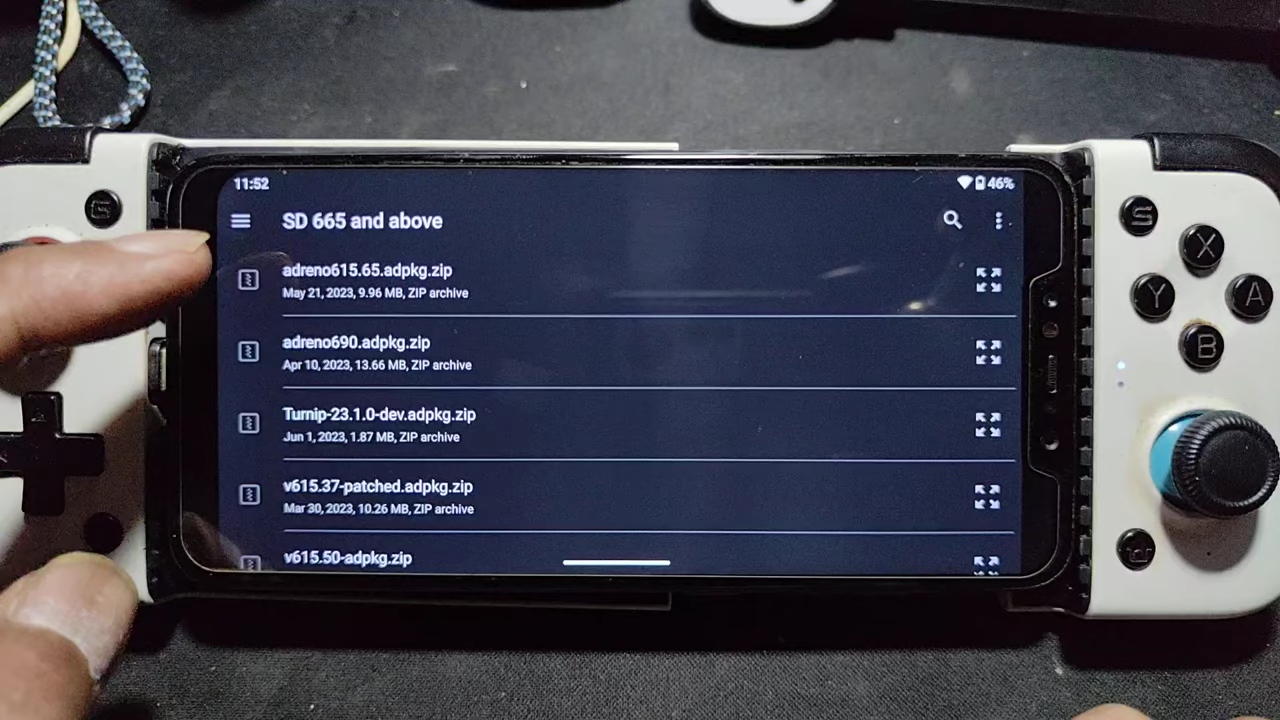 11:52
46%
SD 665 and above
adreno615.65.adpkg.zip
May 21, 2023, 9.96 MB, ZIP archive
adreno690.adpkg.zip
Apr 10, 2023, 13.66 MB, ZIP archive
Turnip-23.1.0-dev.adpkg.zip
Jun 1, 2023, 1.87 MB, ZIP archive
v615.37-patched.adpkg.zip
Mar 30, 2023, 10.26 MB, ZIP archive
v615.50-adpkg.zip
S
X
Y
A
B